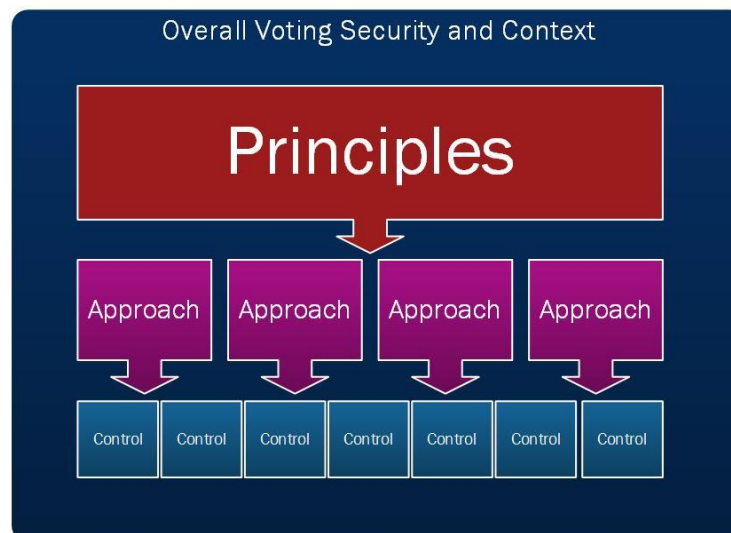 Overall Voting Security and Context
Principles
Approach Approach Approach Approach
Control Control Control Control Control Control Control